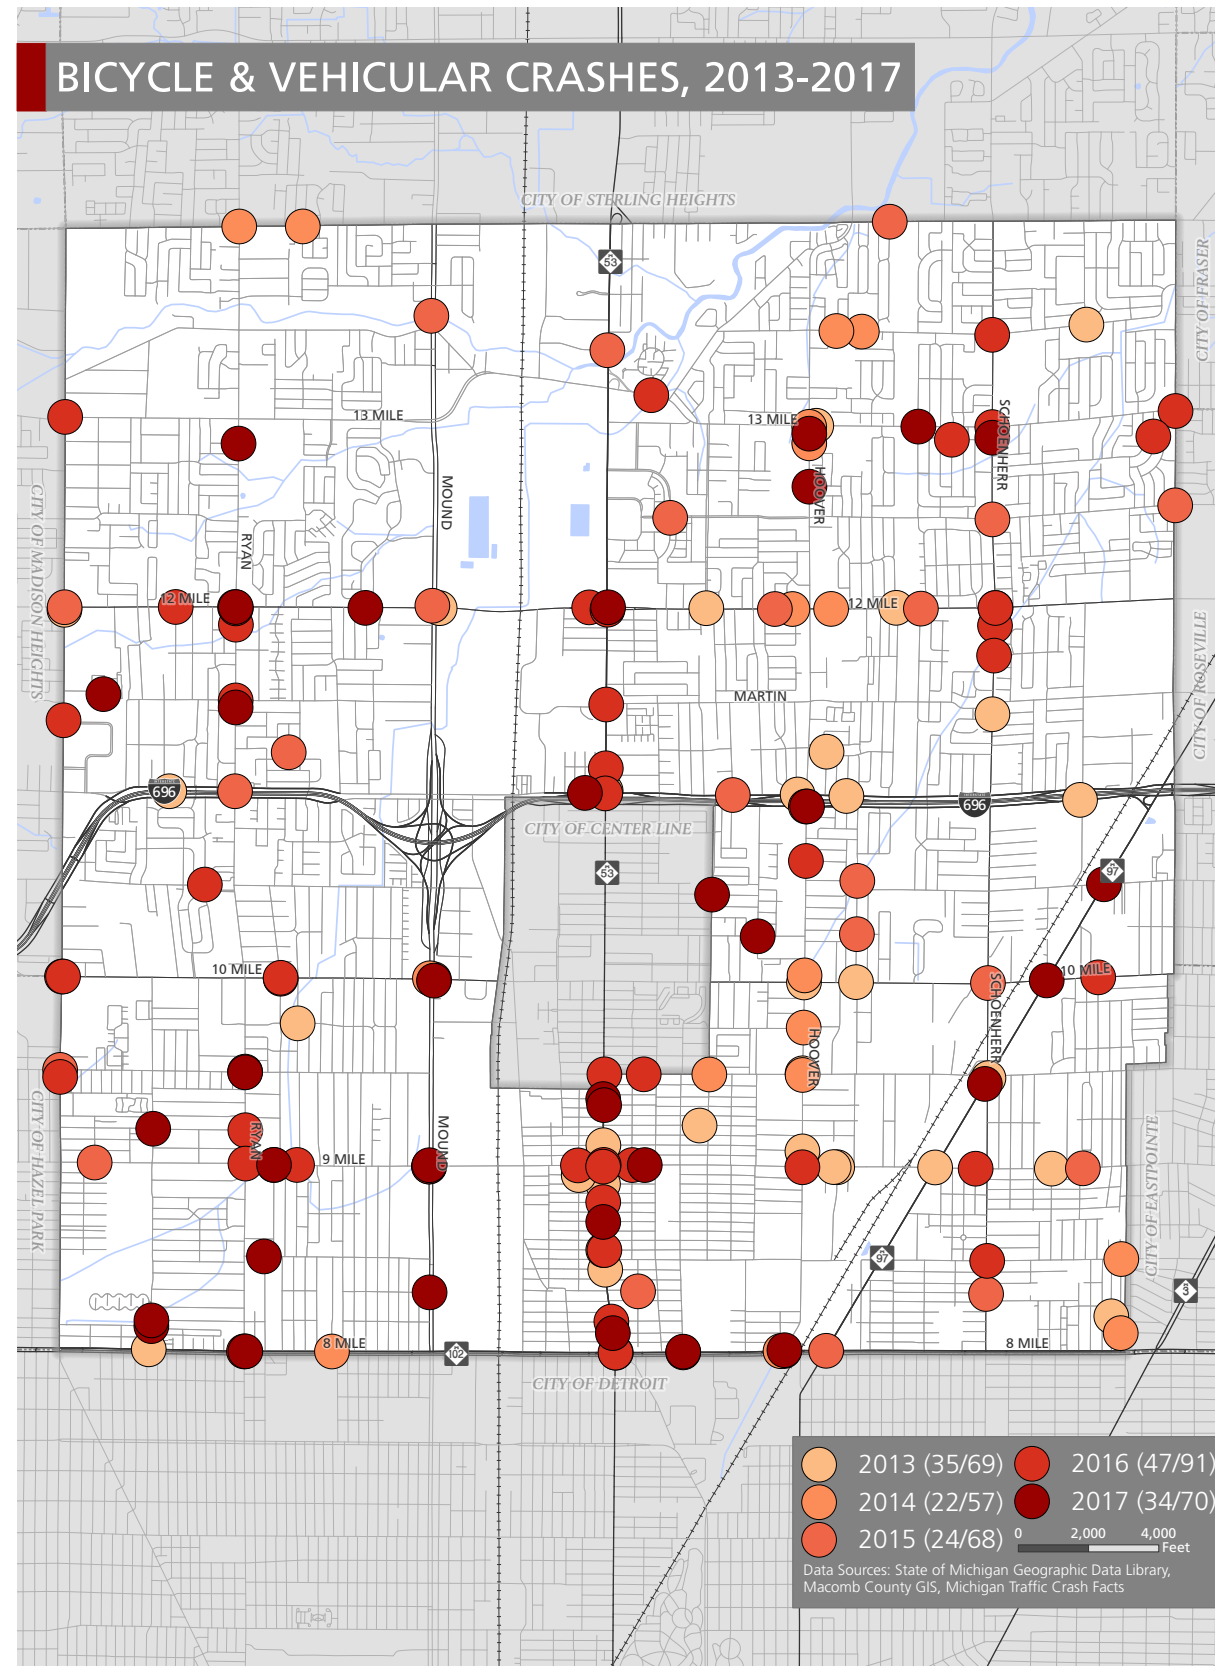 BICYCLE & VEHICULAR CRASHES, 2013-2017
CITY OF STERLING HEIGHTS
CITY OF FRASER
M
53
13 MILE
13 MILE
SCHOENHERR
HOOVER
MOUND
RYAN
CITY OF MADISON HEIGHTS
12 MILE
12 MILE
CITY OF ROSEVILLE
MARTIN
INTERSTATE
696
696
CITY OF CENTER LINE
M
53
M
97
10 MILE
10 MILE
SCHOENHERR
HOOVER
CITY OF HAZEL PARK
RYAN
MOUND
9 MILE
CITY OF EASTPOINTE
M
97
M
3
8 MILE
M
102
8 MILE
CITY OF DETROIT
2013 (35/69)
2014 (22/57)
2015 (24/68)
2016 (47/91)
2017 (34/70)
0 2,000 4,000
Feet
Data Sources: State of Michigan Geographic Data Library,
Macomb County GIS, Michigan Traffic Crash Facts